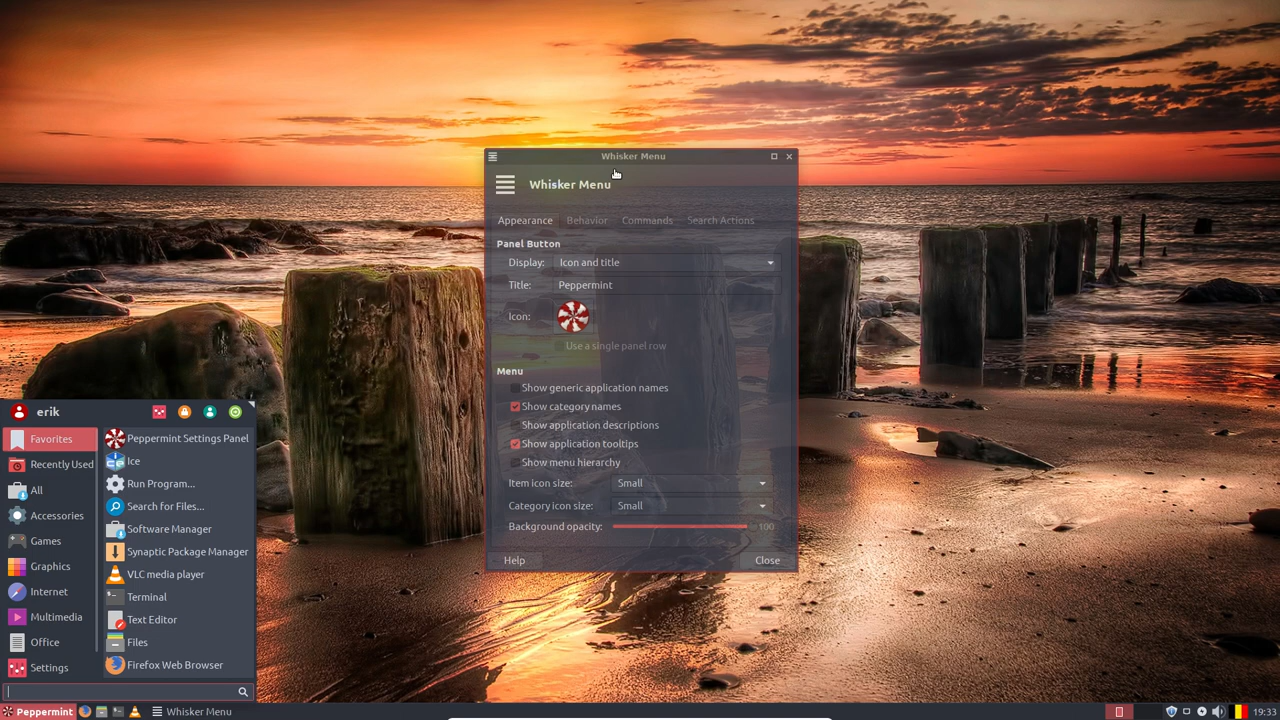 Whisker Menu
Whisker Menu
Appearance Behavior Commands Search Actions
Panel Button
Display: Icon and title
Title: Peppermint
Icon:
Use a single panel row
Menu
Show generic application names
Show category names
Show application descriptions
Show application tooltips
Show menu hierarchy
Item icon size: Small
Category icon size: Small
Background opacity: 100
Help Close
erik
Favorites
Recently Used
All
Accessories
Games
Graphics
Internet
Multimedia
Office
Settings
Peppermint Settings Panel
Ice
Run Program...
Search for Files...
Software Manager
Synaptic Package Manager
VLC media player
Terminal
Text Editor
Files
Firefox Web Browser
Peppermint Whisker Menu 19:33